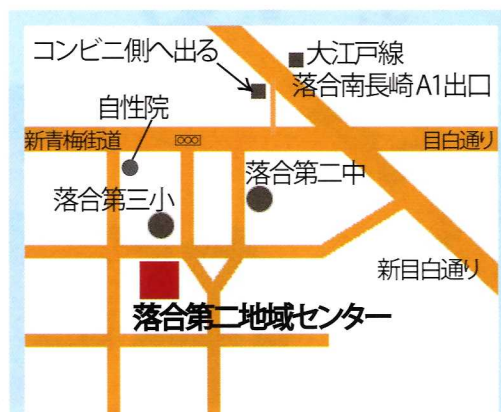 コンビニ側へ出る
大江戸線
落合南長崎A1出口
自性院
新青梅街道
目白通り
落合第二中
落合第三小
新目白通り
落合第二地域センター